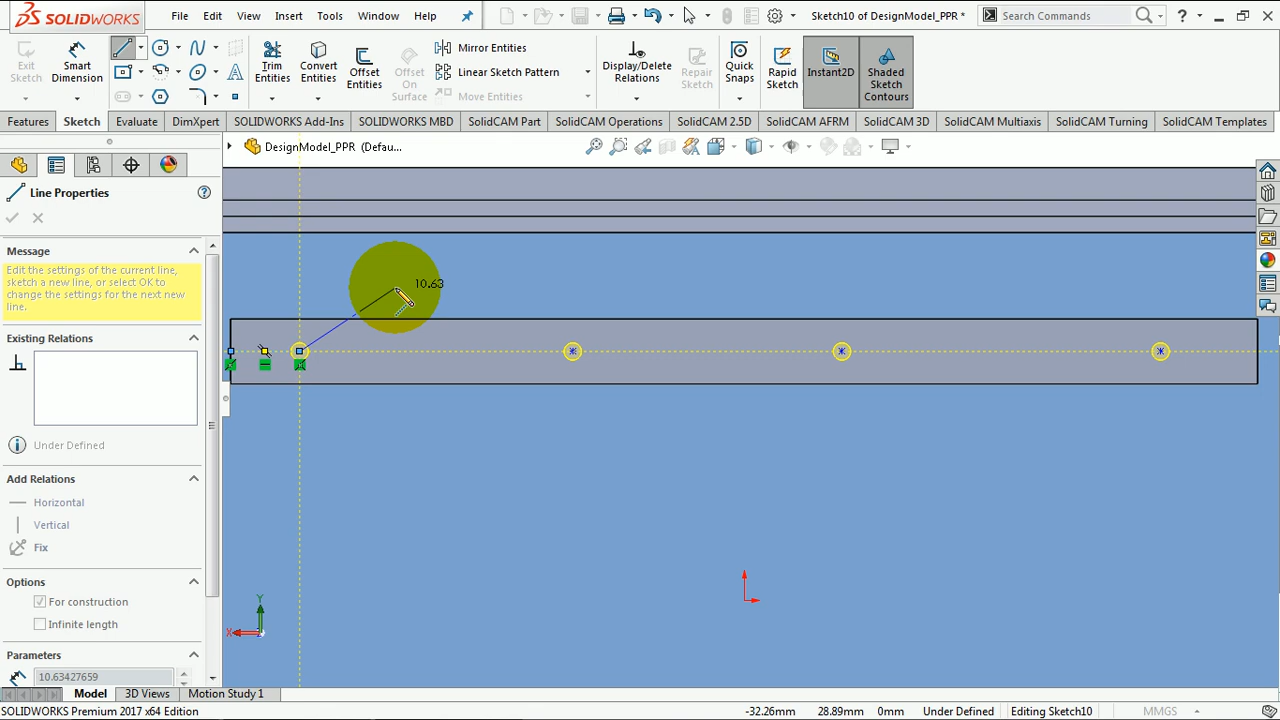 SOLIDWORKS
File Edit View Insert Tools Window Help
Sketch10 of DesignModel_PPR *
Search Commands
?
Exit Sketch
Smart Dimension
Trim Entities
Convert Entities
Offset Entities
Offset On Surface
Mirror Entities
Linear Sketch Pattern
Move Entities
Display/Delete Relations
Repair Sketch
Quick Snaps
Rapid Sketch
Instant2D
Shaded Sketch Contours
Features Sketch Evaluate DimXpert SOLIDWORKS Add-Ins SOLIDWORKS MBD SolidCAM Part SolidCAM Operations SolidCAM 2.5D SolidCAM AFRM SolidCAM 3D SolidCAM Multiaxis SolidCAM Turning SolidCAM Templates
DesignModel_PPR (Defau...
Line Properties
?
Message
Edit the settings of the current line,
sketch a new line, or select OK to
change the settings for the next new
line.
Existing Relations
Under Defined
Add Relations
Horizontal
Vertical
Fix
Options
For construction
Infinite length
Parameters
10.63427659
10.63
Y
X
Model 3D Views Motion Study 1
SOLIDWORKS Premium 2017 x64 Edition
-32.26mm 28.89mm 0mm Under Defined Editing Sketch10 MMGS